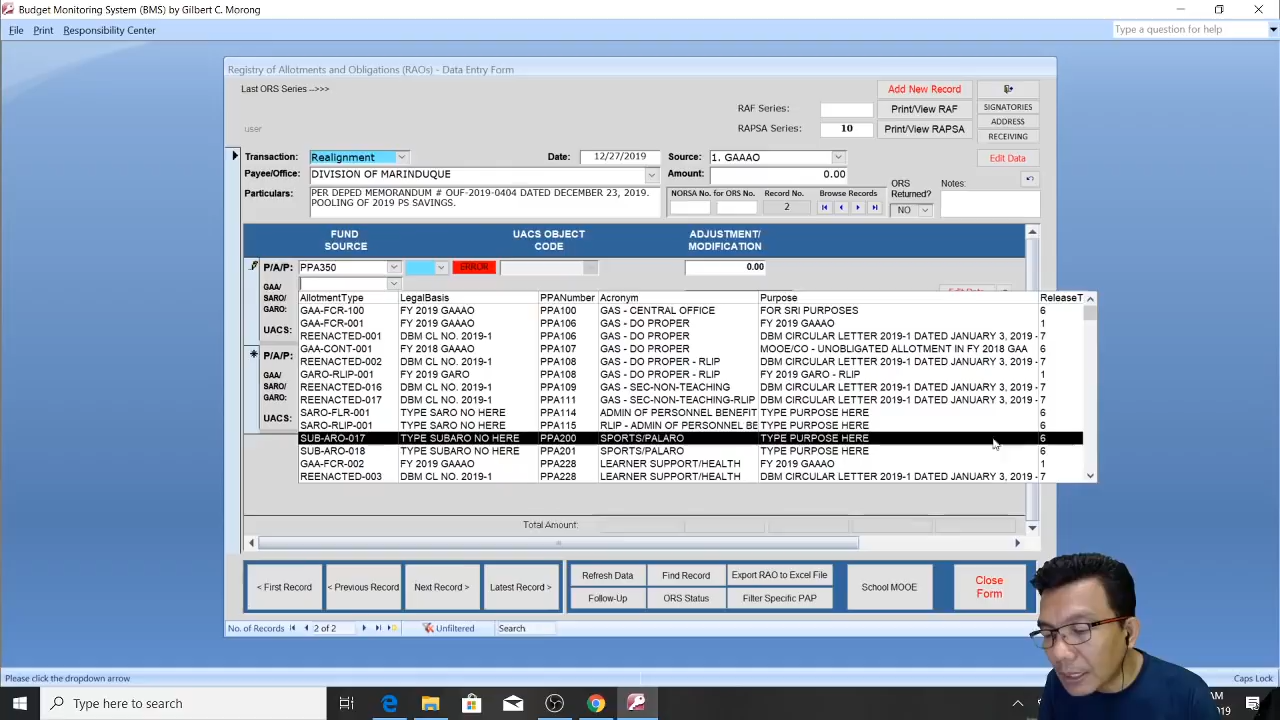 Budget Monitoring System (BMS) by Gilbert C. Morong
File Print Responsibility Center
Type a question for help
Registry of Allotments and Obligations (RAOs) - Data Entry Form
Last ORS Series -->>>
user
RAF Series:
RAPSA Series: 10
Add New Record
Print/View RAF
Print/View RAPSA
SIGNATORIES
ADDRESS
RECEIVING
Edit Data
Transaction: Realignment Date: 12/27/2019 Source: 1. GAAAO
Payee/Office: DIVISION OF MARINDUQUE Amount: 0.00
Particulars: PER DEPED MEMORANDUM # OUF-2019-0404 DATED DECEMBER 23, 2019.
POOLING OF 2019 PS SAVINGS.
NORSA No. for ORS No. Record No. Browse Records
2
ORS
Returned?
NO
Notes:
FUND
SOURCE
UACS OBJECT
CODE
ADJUSTMENT/
MODIFICATION
P/A/P: PPA350 ERROR 0.00
GAA/
SARO/
GARO:
UACS:
P/A/P:
GAA/
SARO/
GARO:
UACS:
AllotmentType LegalBasis PPANumber Acronym Purpose ReleaseT
GAA-FCR-100 FY 2019 GAAAO PPA100 GAS - CENTRAL OFFICE FOR SRI PURPOSES 6
GAA-FCR-001 FY 2019 GAAAO PPA106 GAS - DO PROPER FY 2019 GAAAO 1
REENACTED-001 DBM CL NO. 2019-1 PPA106 GAS - DO PROPER DBM CIRCULAR LETTER 2019-1 DATED JANUARY 3, 2019 - 7
GAA-CONT-001 FY 2018 GAAAO PPA107 GAS - DO PROPER MOOE/CO - UNOBLIGATED ALLOTMENT IN FY 2018 GAA 6
REENACTED-002 DBM CL NO. 2019-1 PPA108 GAS - DO PROPER - RLIP DBM CIRCULAR LETTER 2019-1 DATED JANUARY 3, 2019 - 7
GARO-RLIP-001 FY 2019 GARO PPA108 GAS - DO PROPER - RLIP FY 2019 GARO - RLIP 1
REENACTED-016 DBM CL NO. 2019-1 PPA109 GAS - SEC-NON-TEACHING DBM CIRCULAR LETTER 2019-1 DATED JANUARY 3, 2019 - 7
REENACTED-017 DBM CL NO. 2019-1 PPA111 GAS - SEC-NON-TEACHING-RLIP DBM CIRCULAR LETTER 2019-1 DATED JANUARY 3, 2019 - 7
SARO-FLR-001 TYPE SARO NO HERE PPA114 ADMIN OF PERSONNEL BENEFIT TYPE PURPOSE HERE 6
SARO-RLIP-001 TYPE SARO NO HERE PPA115 RLIP - ADMIN OF PERSONNEL BE TYPE PURPOSE HERE 6
SUB-ARO-017 TYPE SUBARO NO HERE PPA200 SPORTS/PALARO TYPE PURPOSE HERE 6
SUB-ARO-018 TYPE SUBARO NO HERE PPA201 SPORTS/PALARO TYPE PURPOSE HERE 6
GAA-FCR-002 FY 2019 GAAAO PPA228 LEARNER SUPPORT/HEALTH FY 2019 GAAAO 1
REENACTED-003 DBM CL NO. 2019-1 PPA228 LEARNER SUPPORT/HEALTH DBM CIRCULAR LETTER 2019-1 DATED JANUARY 3, 2019 - 7
Total Amount:
< First Record < Previous Record Next Record > Latest Record >
Refresh Data Find Record Export RAO to Excel File
Follow-Up ORS Status Filter Specific PAP
School MOOE
Close
Form
No. of Records 2 of 2 Unfiltered Search
Please click the dropdown arrow
Caps Lock
Type here to search